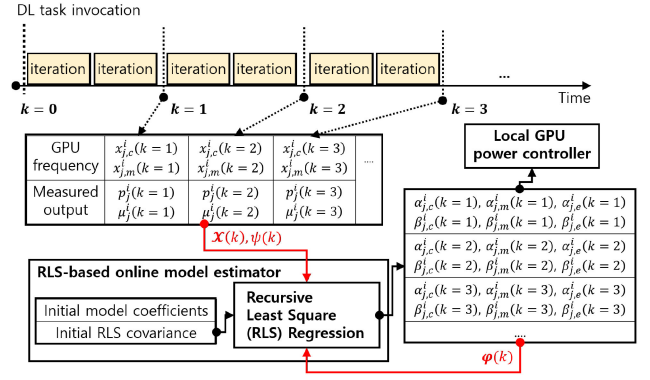 DL task invocation
iteration iteration iteration iteration iteration iteration ...
k = 0 k = 1 k = 2 k = 3 Time
GPU frequency
x^i_{j,c}(k = 1) x^i_{j,c}(k = 2) x^i_{j,c}(k = 3) ....
x^i_{j,m}(k = 1) x^i_{j,m}(k = 2) x^i_{j,m}(k = 3)
Measured output
p^i_j(k = 1) p^i_j(k = 2) p^i_j(k = 3)
μ^i_j(k = 1) μ^i_j(k = 2) μ^i_j(k = 3)
Local GPU
power controller
α^i_{j,c}(k = 1), α^i_{j,m}(k = 1), α^i_{j,e}(k = 1)
β^i_{j,c}(k = 1), β^i_{j,m}(k = 1), β^i_{j,e}(k = 1)
α^i_{j,c}(k = 2), α^i_{j,m}(k = 2), α^i_{j,e}(k = 2)
β^i_{j,c}(k = 2), β^i_{j,m}(k = 2), β^i_{j,e}(k = 2)
α^i_{j,c}(k = 3), α^i_{j,m}(k = 3), α^i_{j,e}(k = 3)
β^i_{j,c}(k = 3), β^i_{j,m}(k = 3), β^i_{j,e}(k = 3)
....
X(k), ψ(k)
RLS-based online model estimator
Initial model coefficients
Initial RLS covariance
Recursive
Least Square
(RLS) Regression
φ(k)